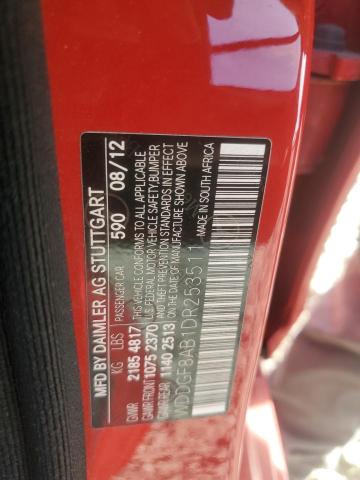 MFD BY DAIMLER AG STUTTGART
PASSENGER CAR 590 08/12
KG LBS
GVWR 2185 4817
GAWR FRONT 1075 2370
GAWR REAR 1140 2513
THIS VEHICLE CONFORMS TO ALL APPLICABLE
U.S. FEDERAL MOTOR VEHICLE SAFETY, BUMPER
AND THEFT PREVENTION STANDARDS IN EFFECT
ON THE DATE OF MANUFACTURE SHOWN ABOVE
MADE IN SOUTH AFRICA
WDDGF8AB1DR253511